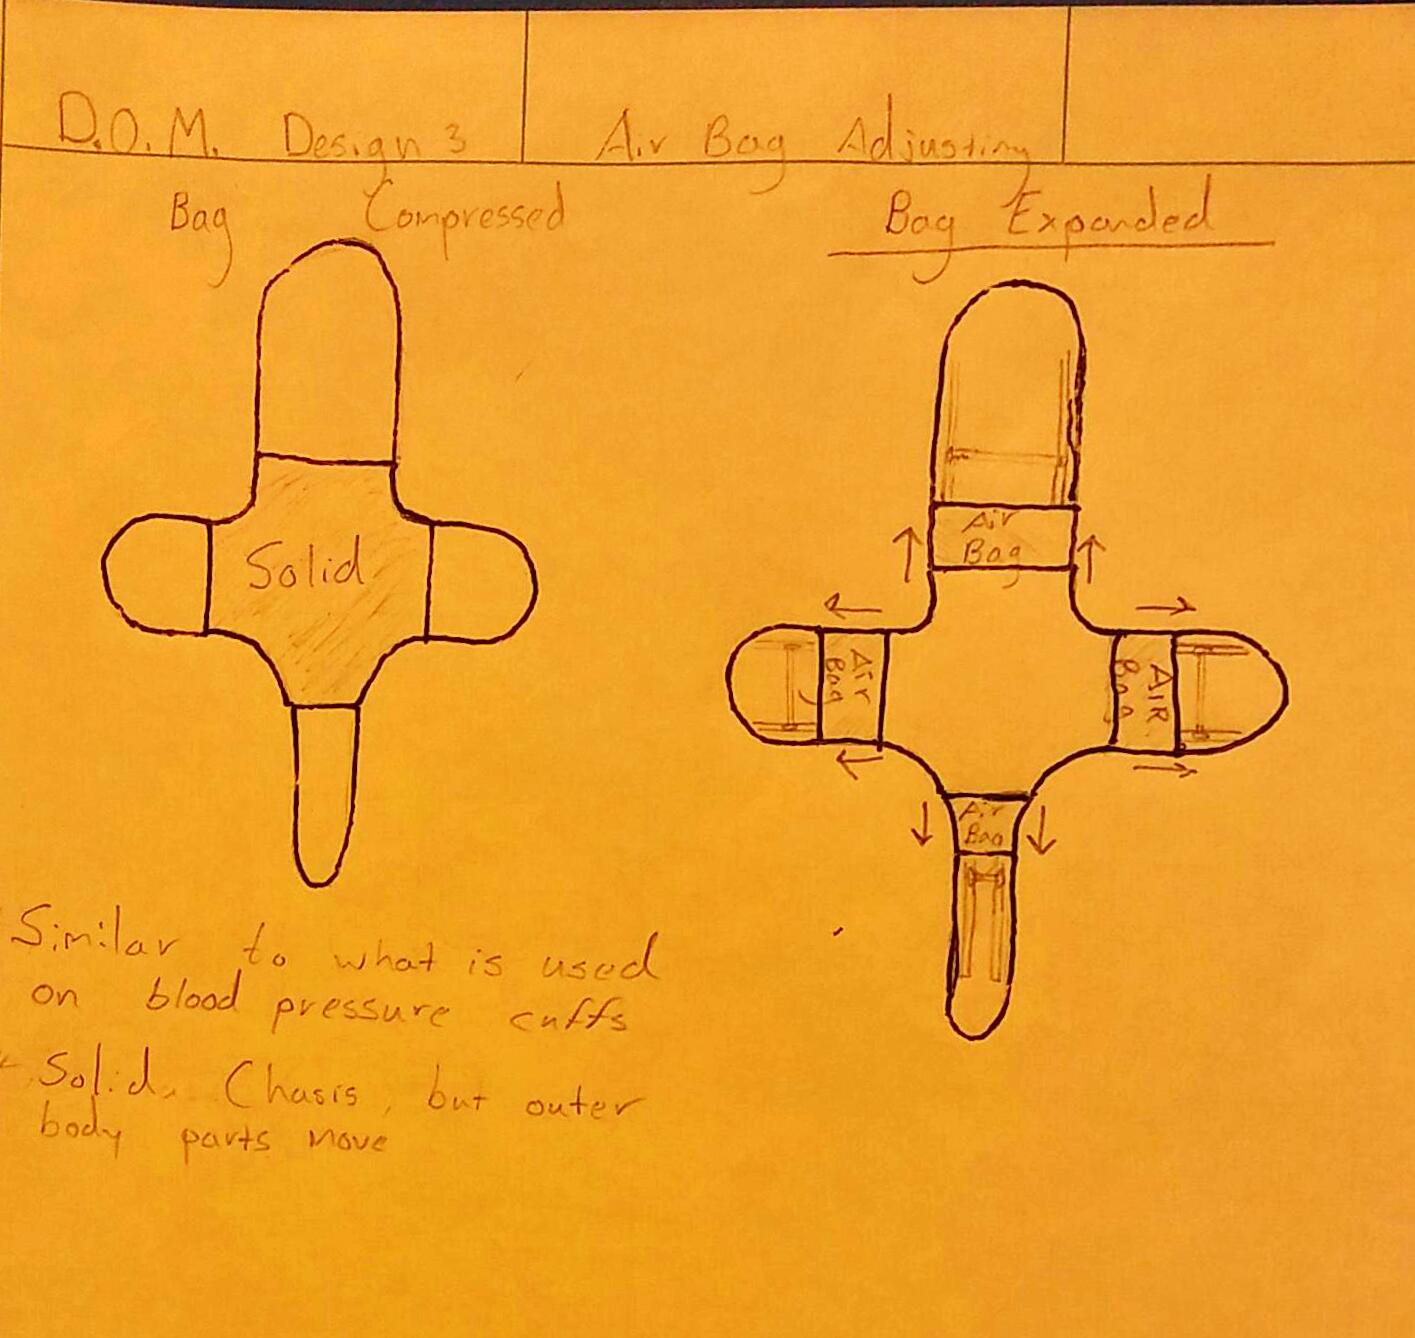 D.O.M. Design 3
Air Bag Adjusting
Bag Compressed
Bag Expanded
Solid
Air
Bag
Air
Bag
AIR
Bag
Air
Bag
Similar to what is used
on blood pressure cuffs
Solid Chasis, but outer
body parts move